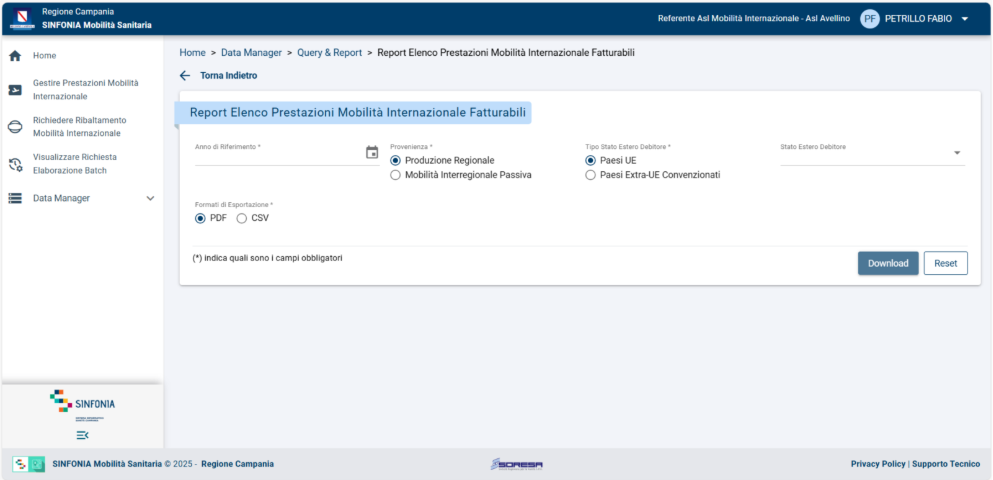 Regione Campania
SINFONIA Mobilità Sanitaria
Referente Asl Mobilità Internazionale - Asl Avellino PF PETRILLO FABIO
Home
Gestire Prestazioni Mobilità
Internazionale
Richiedere Ribaltamento
Mobilità Internazionale
Visualizzare Richiesta
Elaborazione Batch
Data Manager
Home > Data Manager > Query & Report > Report Elenco Prestazioni Mobilità Internazionale Fatturabili
Torna Indietro
Report Elenco Prestazioni Mobilità Internazionale Fatturabili
Anno di Riferimento *
Provenienza *
Produzione Regionale
Mobilità Interregionale Passiva
Tipo Stato Estero Debitore *
Paesi UE
Paesi Extra-UE Convenzionati
Stato Estero Debitore
Formati di Esportazione *
PDF CSV
(*) indica quali sono i campi obbligatori
Download Reset
SINFONIA
SINFONIA Mobilità Sanitaria © 2025 - Regione Campania
SORESA
Privacy Policy | Supporto Tecnico